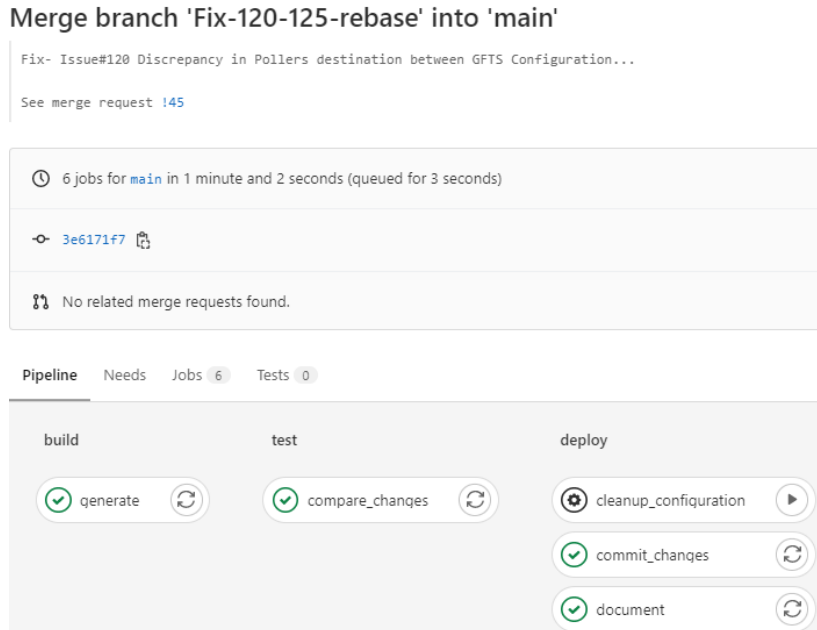 Merge branch 'Fix-120-125-rebase' into 'main'
Fix- Issue#120 Discrepancy in Pollers destination between GFTS Configuration...
See merge request !45
6 jobs for main in 1 minute and 2 seconds (queued for 3 seconds)
3e6171f7
No related merge requests found.
Pipeline Needs Jobs 6 Tests 0
build test deploy
generate compare_changes cleanup_configuration
commit_changes
document